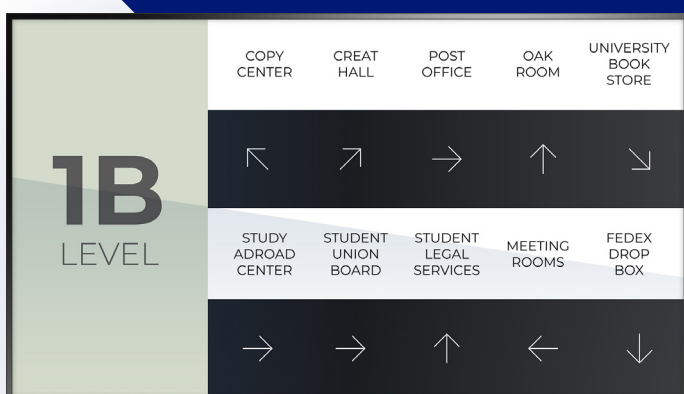 1B
LEVEL
COPY
CENTER
CREAT
HALL
POST
OFFICE
OAK
ROOM
UNIVERSITY
BOOK
STORE
STUDY
ADROAD
CENTER
STUDENT
UNION
BOARD
STUDENT
LEGAL
SERVICES
MEETING
ROOMS
FEDEX
DROP
BOX